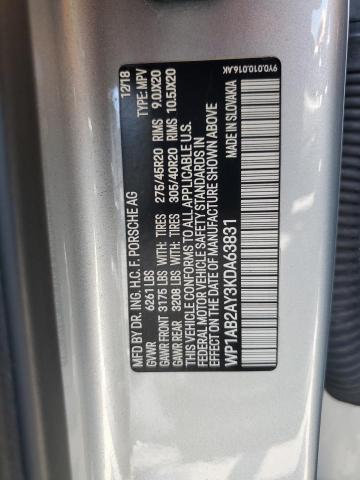 9Y0.010.016.AK
MFD BY DR. ING. H.C. F. PORSCHE AG 12/18
GVWR 6261 LBS TYPE: MPV
GAWR FRONT 3175 LBS WITH: TIRES 275/45R20 RIMS 9.0JX20
GAWR REAR 3208 LBS WITH: TIRES 305/40R20 RIMS 10.5JX20
THIS VEHICLE CONFORMS TO ALL APPLICABLE U.S.
FEDERAL MOTOR VEHICLE SAFETY STANDARDS IN
EFFECT ON THE DATE OF MANUFACTURE SHOWN ABOVE
WP1AB2AY3KDA63831 MADE IN SLOVAKIA